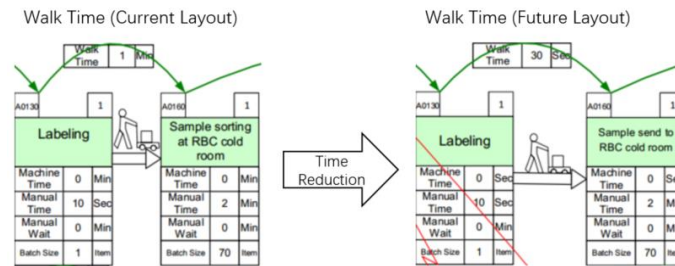 Walk Time (Current Layout)
Walk Time (Future Layout)
Walk
Time
1
Min
A0130
1
Labeling
Machine
Time
0
Min
Manual
Time
10
Sec
Manual
Wait
0
Min
Batch Size
1
Item
A0160
1
Sample sorting
at RBC cold
room
Machine
Time
0
Min
Manual
Time
2
Min
Manual
Wait
0
Min
Batch Size
70
Item
Time
Reduction
Walk
Time
30
Sec
A0130
1
Labeling
Machine
Time
0
Sec
Manual
Time
10
Sec
Manual
Wait
0
Min
Batch Size
1
Item
A0160
1
Sample send to
RBC cold room
Machine
Time
0
Manual
Time
2
Manual
Wait
0
Batch Size
70